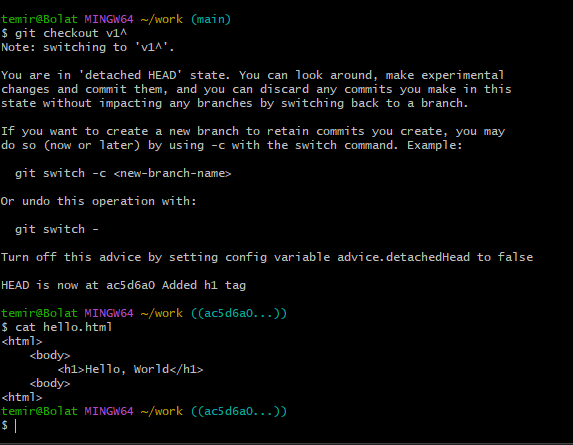 temir@Bolat MINGW64 ~/work (main)
$ git checkout v1^
Note: switching to 'v1^'.

You are in 'detached HEAD' state. You can look around, make experimental
changes and commit them, and you can discard any commits you make in this
state without impacting any branches by switching back to a branch.

If you want to create a new branch to retain commits you create, you may
do so (now or later) by using -c with the switch command. Example:

  git switch -c <new-branch-name>

Or undo this operation with:

  git switch -

Turn off this advice by setting config variable advice.detachedHead to false

HEAD is now at ac5d6a0 Added h1 tag

temir@Bolat MINGW64 ~/work ((ac5d6a0...))
$ cat hello.html
<html>
    <body>
        <h1>Hello, World</h1>
    <body>
<html>
temir@Bolat MINGW64 ~/work ((ac5d6a0...))
$